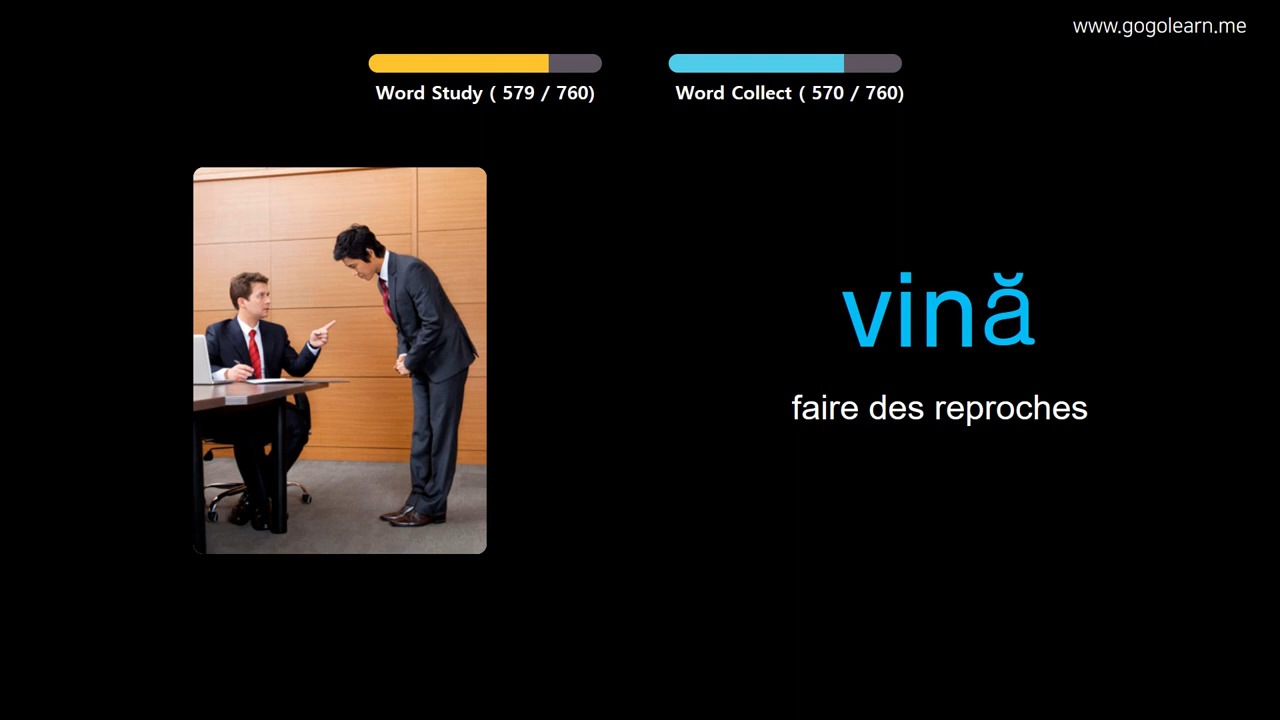 www.gogolearn.me
Word Study ( 579 / 760)
Word Collect ( 570 / 760)
vină
faire des reproches